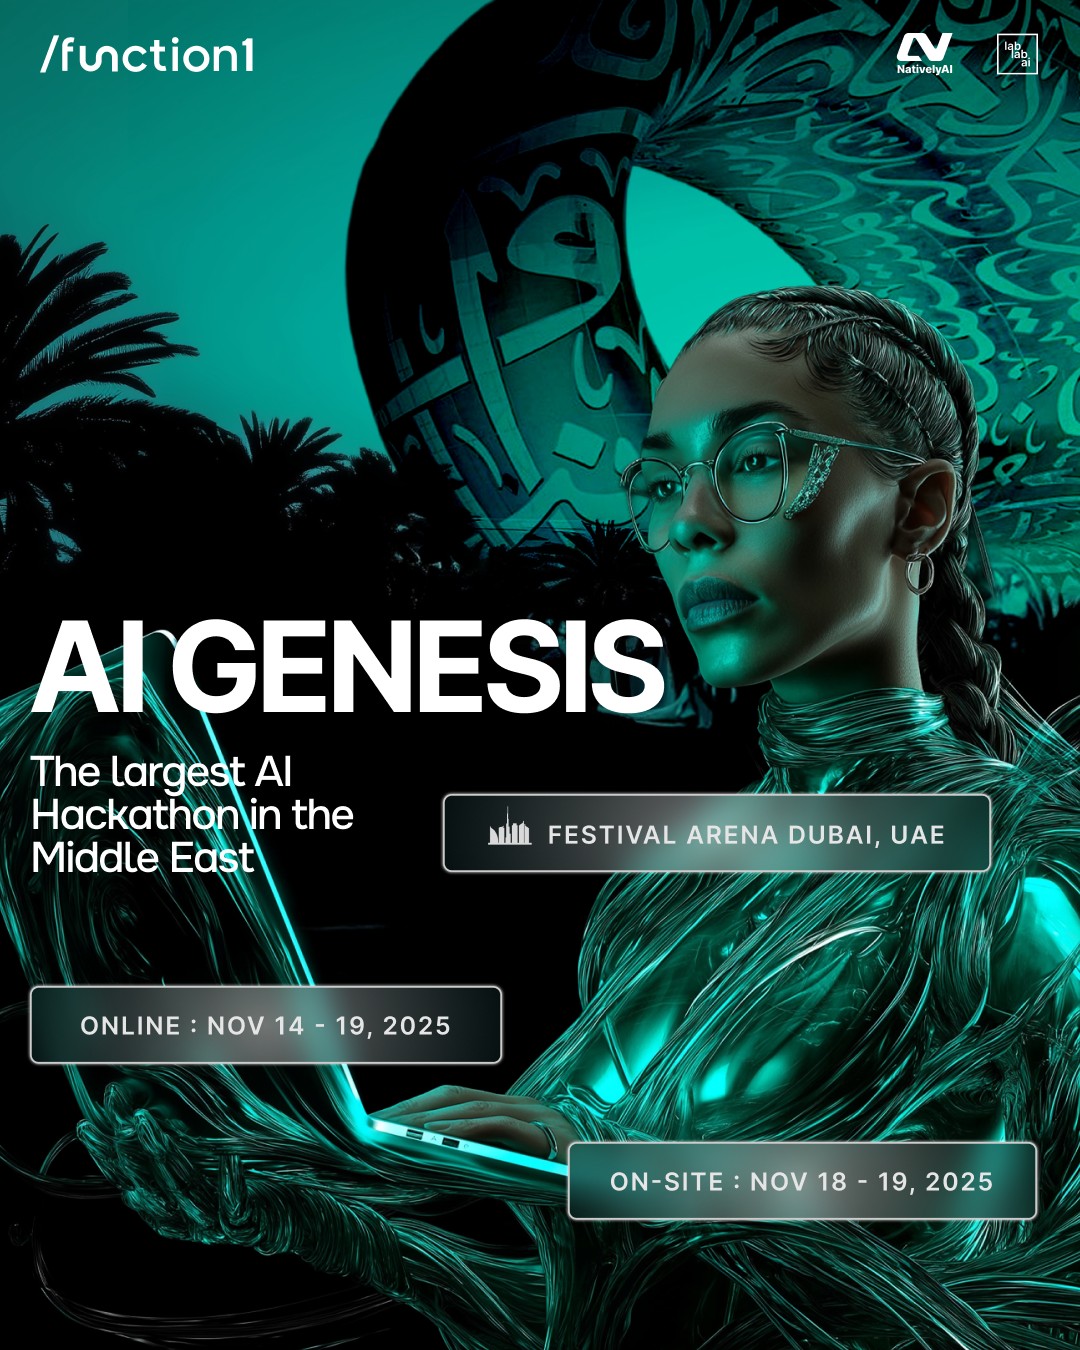 /function1
NativelyAI
lab
lab
ai
AI GENESIS
The largest AI
Hackathon in the
Middle East
FESTIVAL ARENA DUBAI, UAE
ONLINE : NOV 14 - 19, 2025
ON-SITE : NOV 18 - 19, 2025